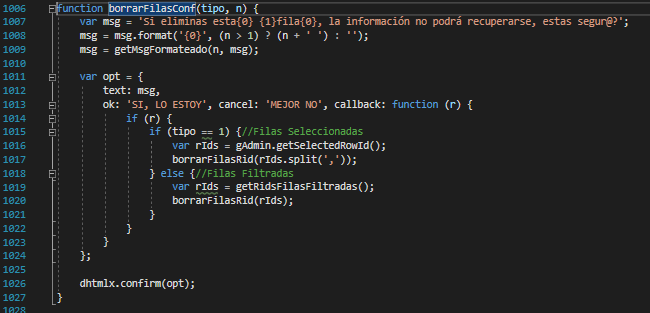 1006 function borrarFilasConf(tipo, n) {
1007 var msg = 'Si eliminas esta{0} {1}fila{0}, la información no podrá recuperarse, estas segur@?';
1008 msg = msg.format('{0}', (n > 1) ? (n + ' ') : '');
1009 msg = getMsgFormateado(n, msg);
1010
1011 var opt = {
1012 text: msg,
1013 ok: 'SI, LO ESTOY', cancel: 'MEJOR NO', callback: function (r) {
1014 if (r) {
1015 if (tipo == 1) {//Filas Seleccionadas
1016 var rIds = gAdmin.getSelectedRowId();
1017 borrarFilasRid(rIds.split(','));
1018 } else {//Filas Filtradas
1019 var rIds = getRidsFilasFiltradas();
1020 borrarFilasRid(rIds);
1021 }
1022 }
1023 }
1024 };
1025
1026 dhtmlx.confirm(opt);
1027 }
1028